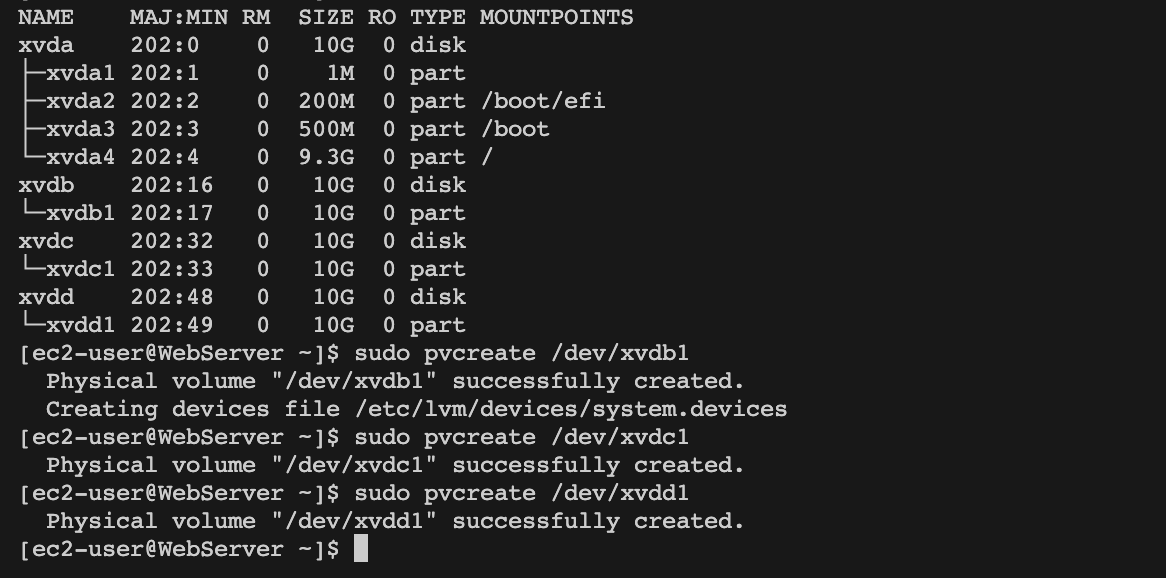 NAME    MAJ:MIN RM  SIZE RO TYPE MOUNTPOINTS
xvda    202:0    0   10G  0 disk
├─xvda1 202:1    0    1M  0 part
├─xvda2 202:2    0  200M  0 part /boot/efi
├─xvda3 202:3    0  500M  0 part /boot
└─xvda4 202:4    0  9.3G  0 part /
xvdb    202:16   0   10G  0 disk
└─xvdb1 202:17   0   10G  0 part
xvdc    202:32   0   10G  0 disk
└─xvdc1 202:33   0   10G  0 part
xvdd    202:48   0   10G  0 disk
└─xvdd1 202:49   0   10G  0 part
[ec2-user@WebServer ~]$ sudo pvcreate /dev/xvdb1
  Physical volume "/dev/xvdb1" successfully created.
  Creating devices file /etc/lvm/devices/system.devices
[ec2-user@WebServer ~]$ sudo pvcreate /dev/xvdc1
  Physical volume "/dev/xvdc1" successfully created.
[ec2-user@WebServer ~]$ sudo pvcreate /dev/xvdd1
  Physical volume "/dev/xvdd1" successfully created.
[ec2-user@WebServer ~]$